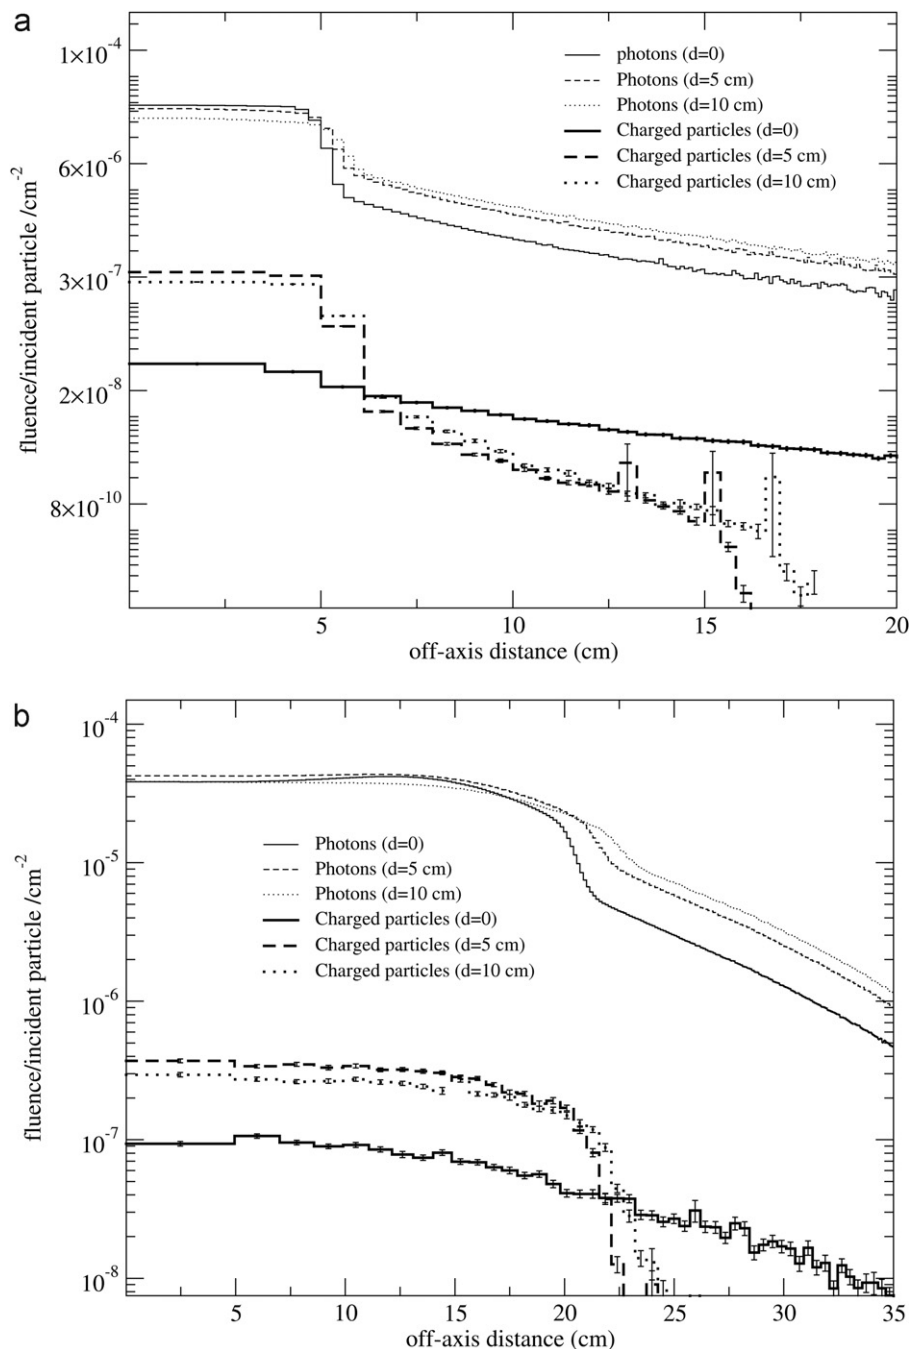 a
1×10⁻⁴
6×10⁻⁶
3×10⁻⁷
2×10⁻⁸
8×10⁻¹⁰
fluence/incident particle /cm⁻²
photons (d=0)
Photons (d=5 cm)
Photons (d=10 cm)
Charged particles (d=0)
Charged particles (d=5 cm)
Charged particles (d=10 cm)
5 10 15 20
off-axis distance (cm)
b
10⁻⁴
10⁻⁵
10⁻⁶
10⁻⁷
10⁻⁸
fluence/incident particle /cm⁻²
Photons (d=0)
Photons (d=5 cm)
Photons (d=10 cm)
Charged particles (d=0)
Charged particles (d=5 cm)
Charged particles (d=10 cm)
5 10 15 20 25 30 35
off-axis distance (cm)